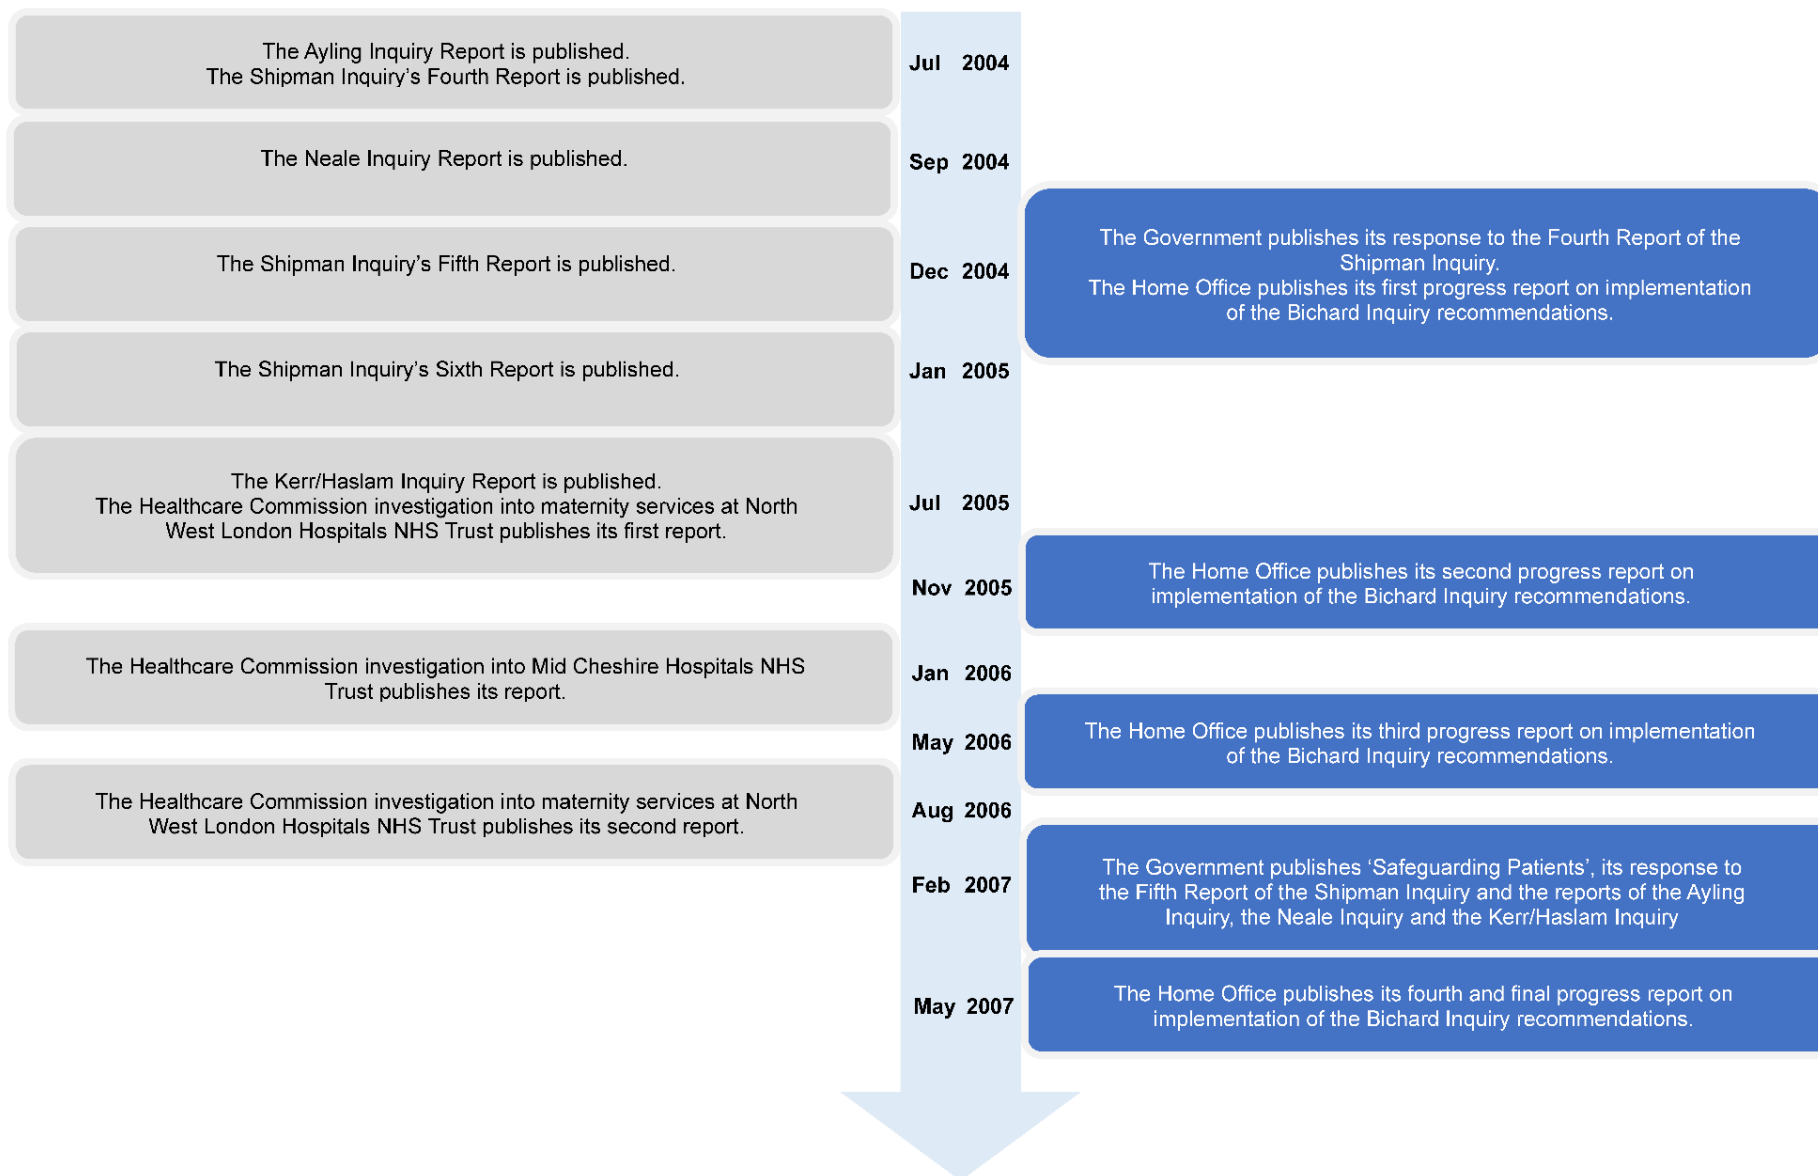 The Ayling Inquiry Report is published.
The Shipman Inquiry’s Fourth Report is published.
Jul 2004
The Neale Inquiry Report is published.
Sep 2004
The Shipman Inquiry’s Fifth Report is published.
Dec 2004
The Government publishes its response to the Fourth Report of the
Shipman Inquiry.
The Home Office publishes its first progress report on implementation
of the Bichard Inquiry recommendations.
The Shipman Inquiry’s Sixth Report is published.
Jan 2005
The Kerr/Haslam Inquiry Report is published.
The Healthcare Commission investigation into maternity services at North
West London Hospitals NHS Trust publishes its first report.
Jul 2005
Nov 2005
The Home Office publishes its second progress report on
implementation of the Bichard Inquiry recommendations.
The Healthcare Commission investigation into Mid Cheshire Hospitals NHS
Trust publishes its report.
Jan 2006
May 2006
The Home Office publishes its third progress report on implementation
of the Bichard Inquiry recommendations.
The Healthcare Commission investigation into maternity services at North
West London Hospitals NHS Trust publishes its second report.
Aug 2006
Feb 2007
The Government publishes ‘Safeguarding Patients’, its response to
the Fifth Report of the Shipman Inquiry and the reports of the Ayling
Inquiry, the Neale Inquiry and the Kerr/Haslam Inquiry
May 2007
The Home Office publishes its fourth and final progress report on
implementation of the Bichard Inquiry recommendations.